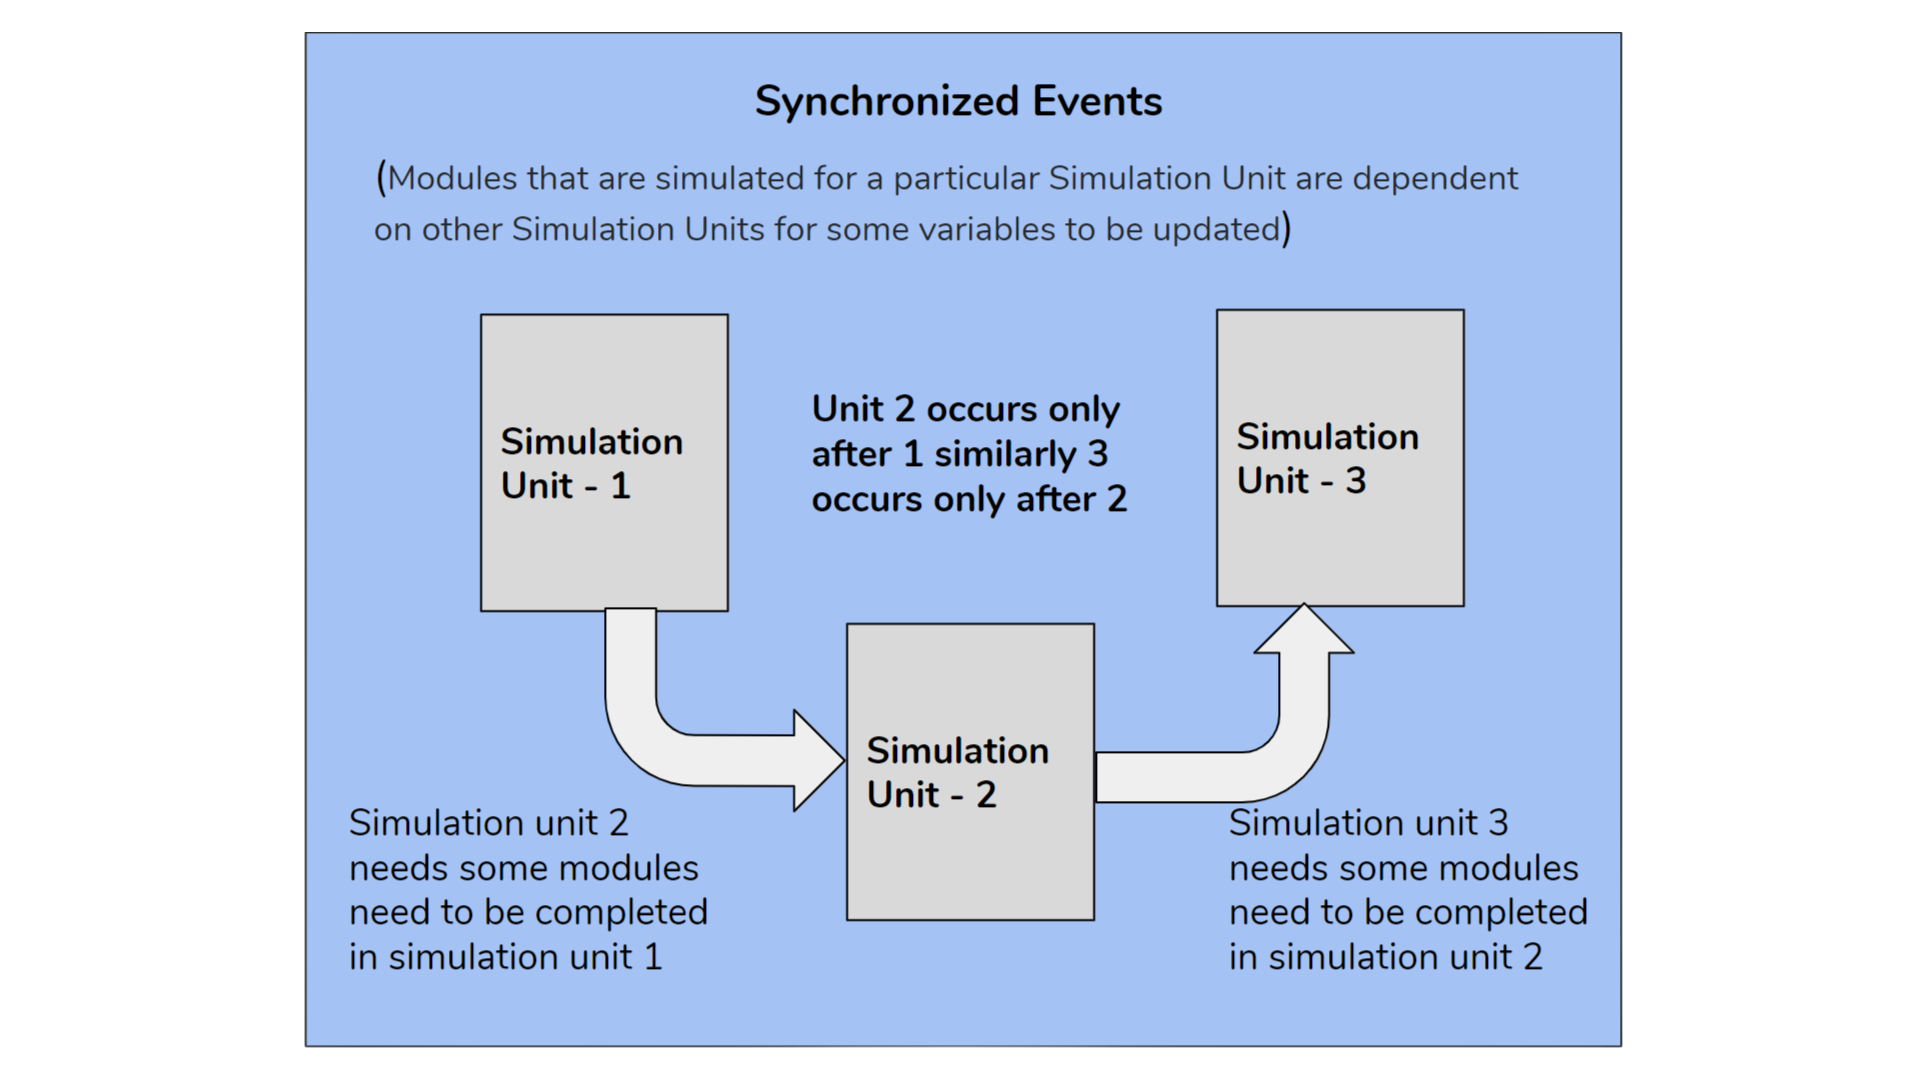 Synchronized Events
(Modules that are simulated for a particular Simulation Unit are dependent
on other Simulation Units for some variables to be updated)
Simulation
Unit - 1
Unit 2 occurs only
after 1 similarly 3
occurs only after 2
Simulation
Unit - 3
Simulation
Unit - 2
Simulation unit 2
needs some modules
need to be completed
in simulation unit 1
Simulation unit 3
needs some modules
need to be completed
in simulation unit 2